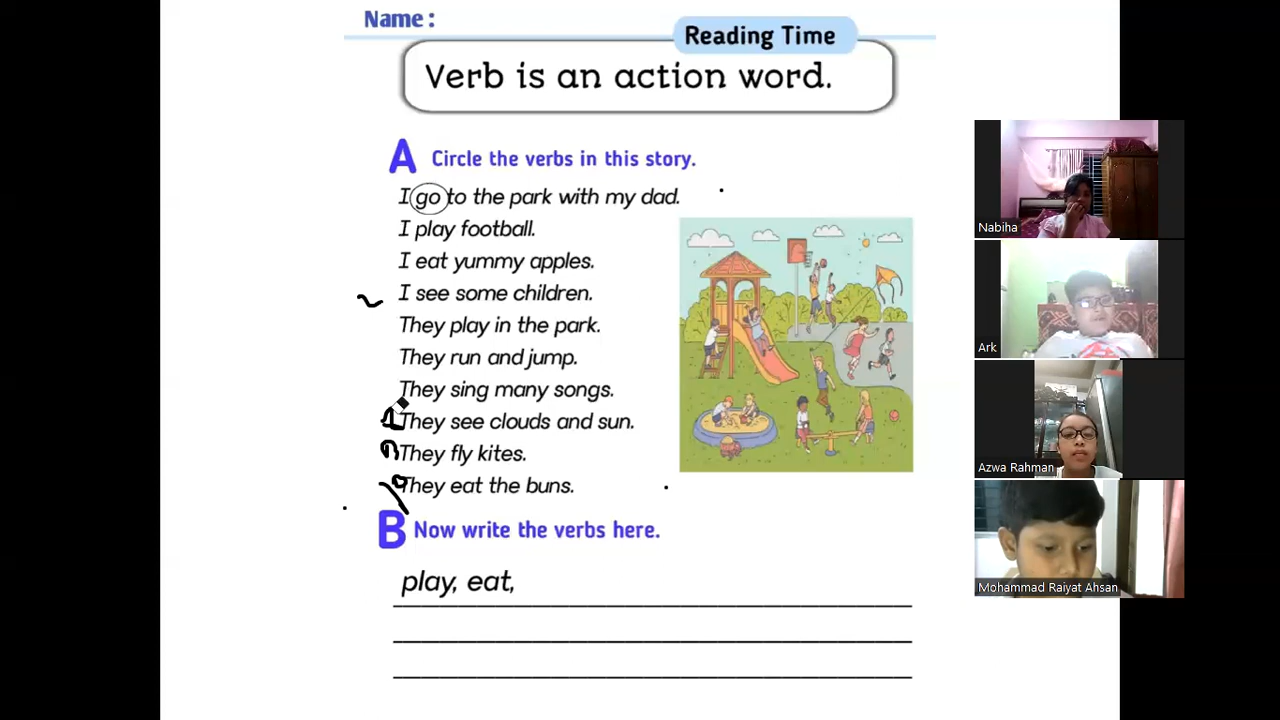 Name :
Reading Time
Verb is an action word.
A Circle the verbs in this story.
I go to the park with my dad.
I play football.
I eat yummy apples.
I see some children.
They play in the park.
They run and jump.
They sing many songs.
They see clouds and sun.
They fly kites.
They eat the buns.
B Now write the verbs here.
play, eat,
Nabiha
Ark
Azwa Rahman
Mohammad Raiyat Ahsan